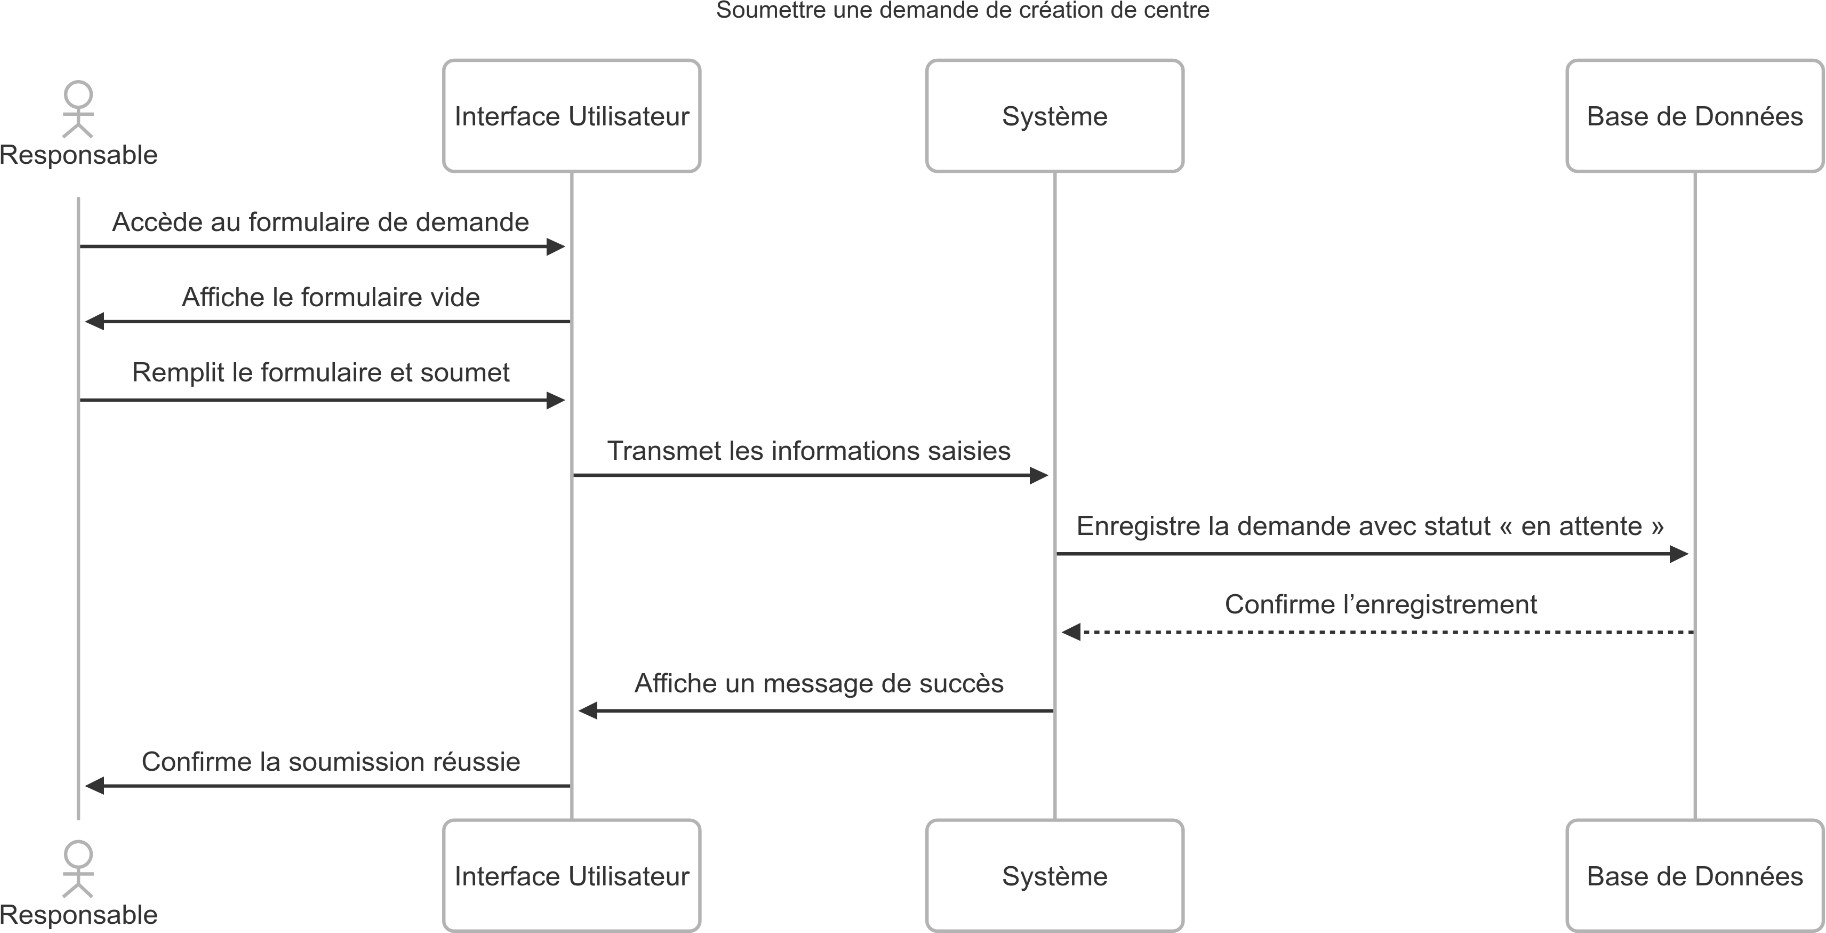 Soumettre une demande de création de centre
Responsable
Interface Utilisateur
Système
Base de Données
Accède au formulaire de demande
Affiche le formulaire vide
Remplit le formulaire et soumet
Transmet les informations saisies
Enregistre la demande avec statut « en attente »
Confirme l’enregistrement
Affiche un message de succès
Confirme la soumission réussie
Responsable
Interface Utilisateur
Système
Base de Données